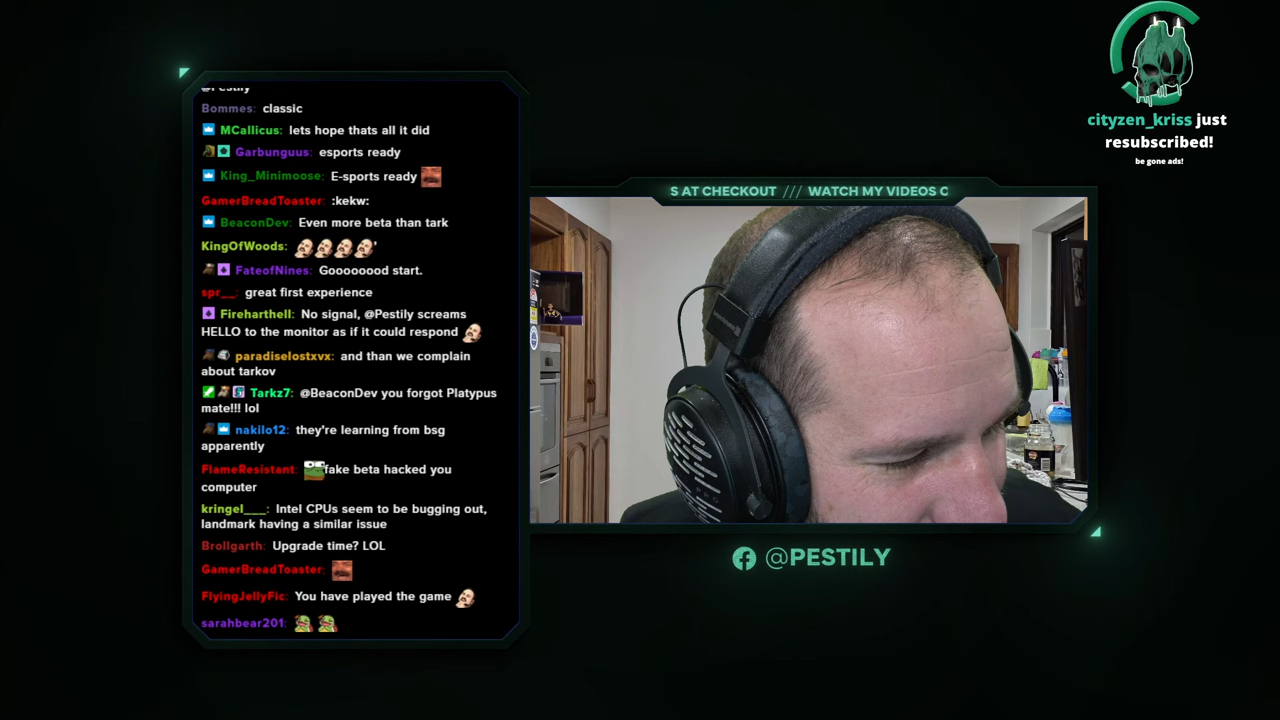 @Pestily
Bommes: classic
MCallicus: lets hope thats all it did
Garbunguus: esports ready
King_Minimoose: E-sports ready
GamerBreadToaster: :kekw:
BeaconDev: Even more beta than tark
KingOfWoods:
FateofNines: Goooooood start.
spr__: great first experience
Fireharthell: No signal, @Pestily screams
HELLO to the monitor as if it could respond
paradiselostxvx: and than we complain
about tarkov
Tarkz7: @BeaconDev you forgot Platypus
mate!!! lol
nakilo12: they're learning from bsg
apparently
FlameResistant: fake beta hacked you
computer
kringel___: Intel CPUs seem to be bugging out,
landmark having a similar issue
Brollgarth: Upgrade time? LOL
GamerBreadToaster:
FlyingJellyFic: You have played the game
sarahbear201:
S AT CHECKOUT /// WATCH MY VIDEOS O
@PESTILY
cityzen_kriss just
resubscribed!
be gone ads!
PRO